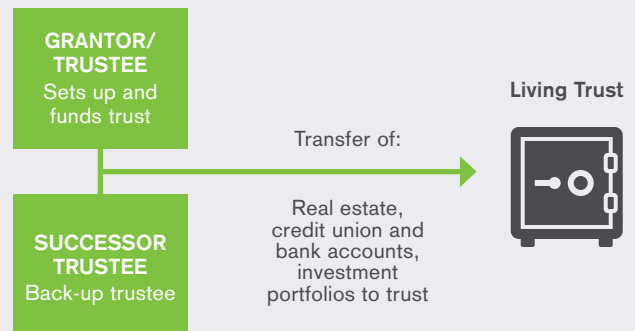 GRANTOR/
TRUSTEE
Sets up and
funds trust
Living Trust
Transfer of:
Real estate,
credit union and
bank accounts,
investment
portfolios to trust
SUCCESSOR
TRUSTEE
Back-up trustee